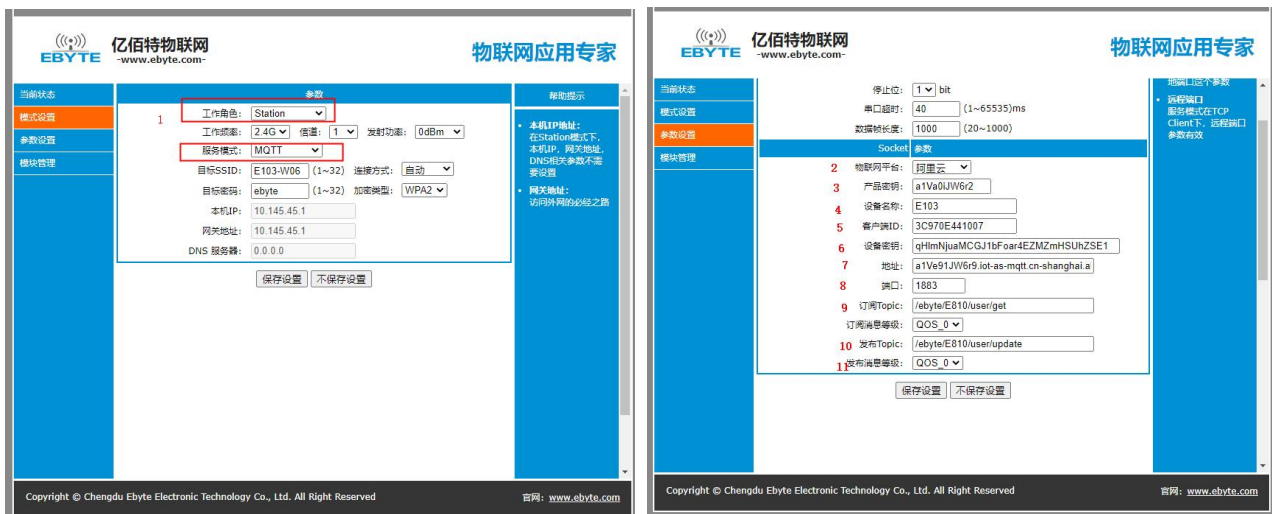 EBYTE
亿佰特物联网
-www.ebyte.com-
物联网应用专家
当前状态
模式设置
参数设置
模块管理
参数
1
工作角色: Station
工作频率: 2.4G 信道: 1 发射功率: 0dBm
服务模式: MQTT
目标SSID: E103-W06 (1~32) 连接方式: 自动
目标密码: ebyte (1~32) 加密类型: WPA2
本机IP: 10.145.45.1
网关地址: 10.145.45.1
DNS 服务器: 0.0.0.0
保存设置 不保存设置
帮助提示
• 本机IP地址:
在Station模式下,
本机IP, 网关地址,
DNS相关参数不需
要设置
• 网关地址:
访问外网的必经之路
Copyright © Chengdu Ebyte Electronic Technology Co., Ltd. All Right Reserved
官网: www.ebyte.com
EBYTE
亿佰特物联网
-www.ebyte.com-
物联网应用专家
当前状态
模式设置
参数设置
模块管理
停止位: 1 bit
串口超时: 40 (1~65535)ms
数据帧长度: 1000 (20~1000)
Socket 参数
2 物联网平台: 阿里云
3 产品密钥: a1Va0iJW6r2
4 设备名称: E103
5 客户端ID: 3C970E441007
6 设备密钥: qHlmNjuaMCGJ1bFoar4EZMZmHSUhZSE1
7 地址: a1Ve91JW6r9.iot-as-mqtt.cn-shanghai.a
8 端口: 1883
9 订阅Topic: /ebyte/E810/user/get
订阅消息等级: QOS_0
10 发布Topic: /ebyte/E810/user/update
11 发布消息等级: QOS_0
保存设置 不保存设置
地端口这个参数
• 远程端口
服务模式在TCP
Client下, 远程端口
参数有效
Copyright © Chengdu Ebyte Electronic Technology Co., Ltd. All Right Reserved
官网: www.ebyte.com